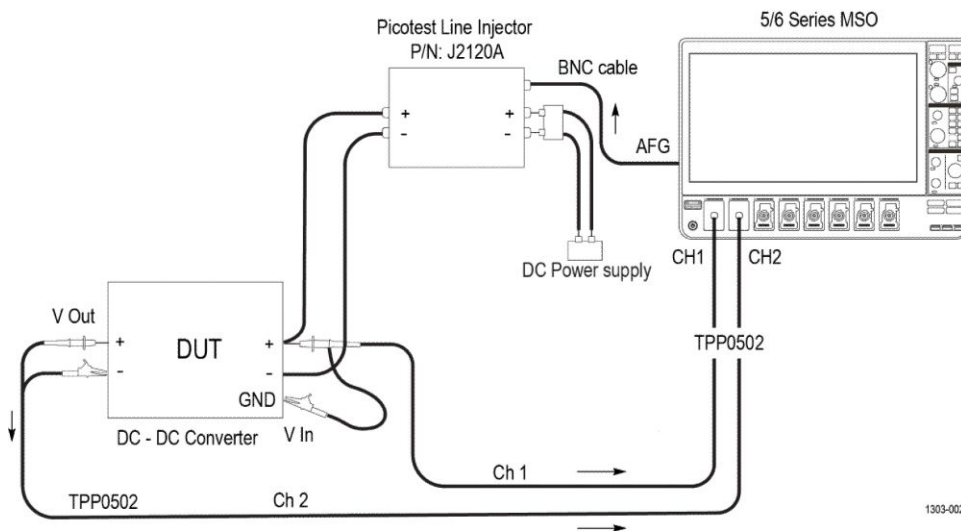 Picotest Line Injector
P/N: J2120A
5/6 Series MSO
BNC cable
+
-
+
-
AFG
DC Power supply
CH1
CH2
TPP0502
V Out
+
-
DUT
+
-
GND
V In
DC - DC Converter
Ch 1
TPP0502
Ch 2
1303-002